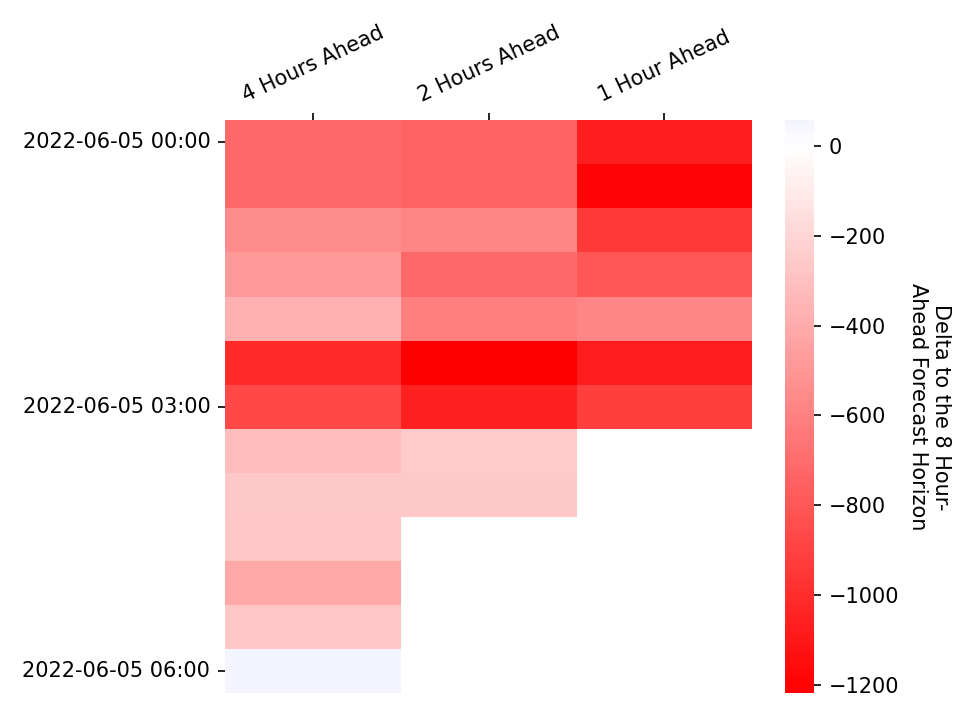 4 Hours Ahead
2 Hours Ahead
1 Hour Ahead
2022-06-05 00:00
2022-06-05 03:00
2022-06-05 06:00
0
−200
−400
−600
−800
−1000
−1200
Delta to the 8 Hour-
Ahead Forecast Horizon